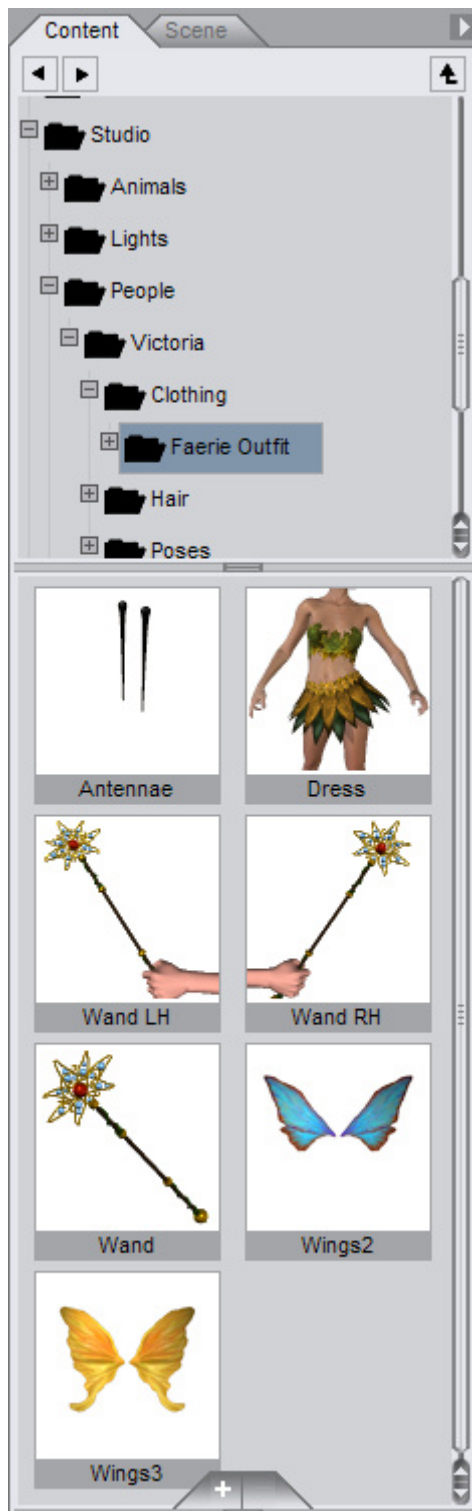 Content Scene
Studio
Animals
Lights
People
Victoria
Clothing
Faerie Outfit
Hair
Poses
Antennae Dress
Wand LH Wand RH
Wand Wings2
Wings3